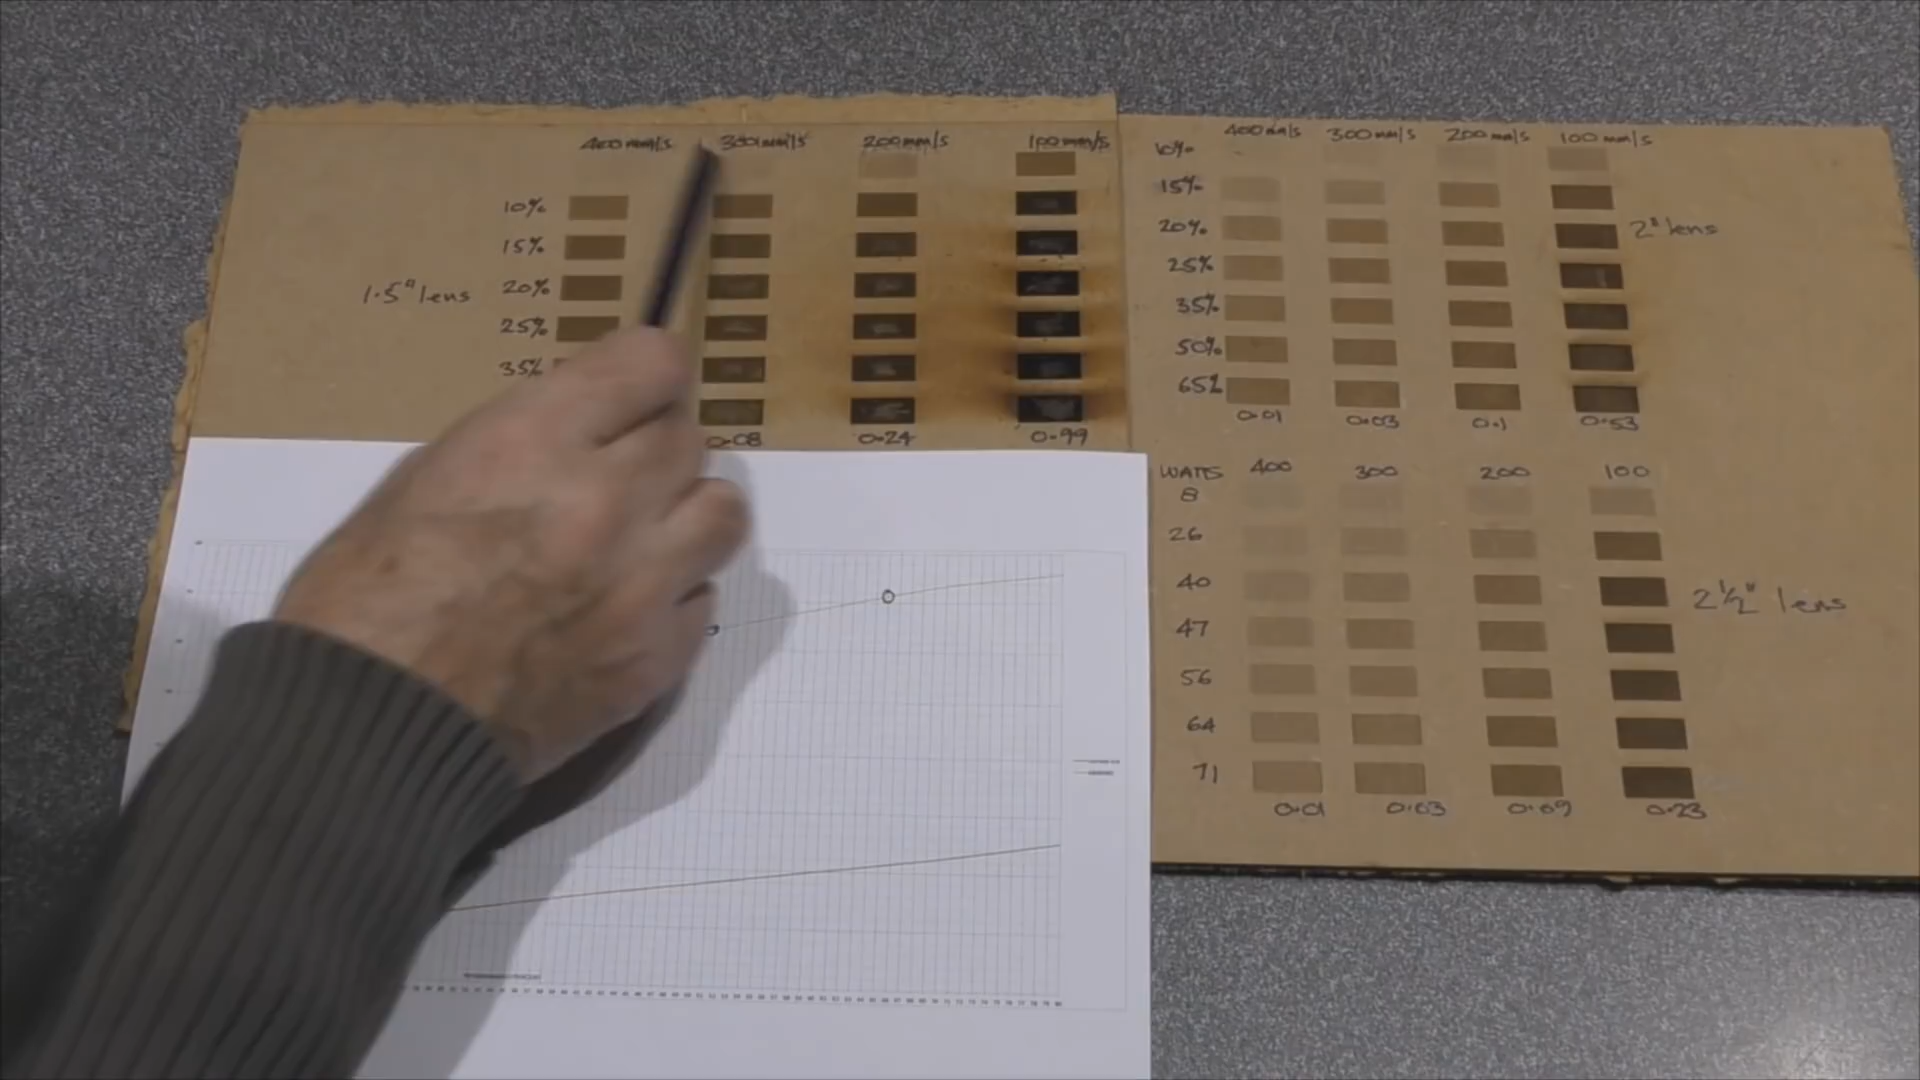 400mm/s 300mm/s 200mm/s 100mm/s
10%
15%
1.5" lens 20%
25%
35%
0.08 0.24 0.99
400mm/s 300mm/s 200mm/s 100mm/s
10%
15%
20% 2" lens
25%
35%
50%
65%
0.01 0.03 0.1 0.53
WATTS 400 300 200 100
8
26
40
2½" lens
47
56
64
71
0.01 0.03 0.09 0.23